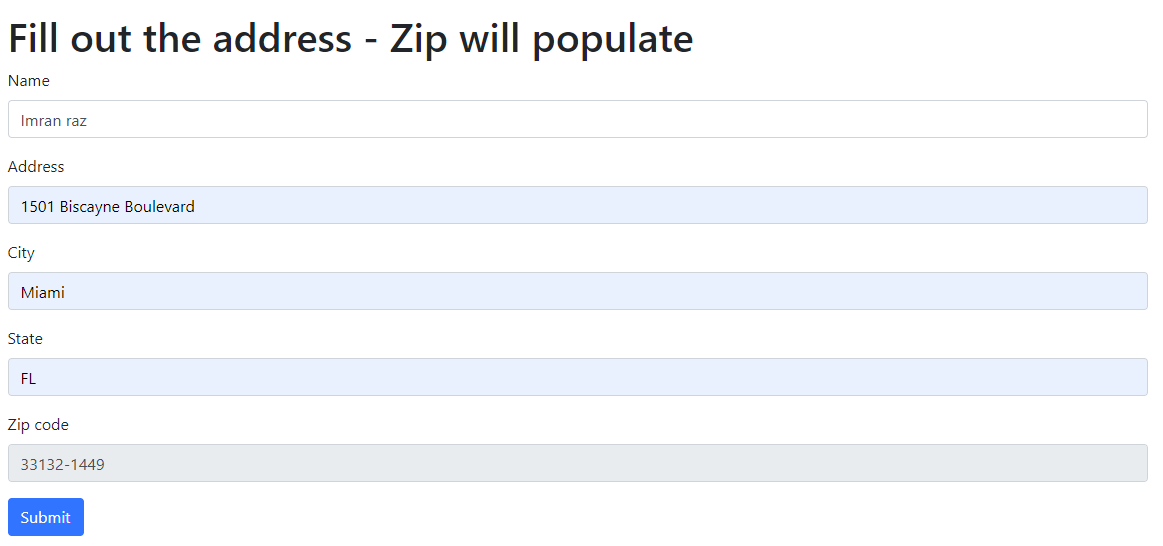 Fill out the address - Zip will populate
Name
Imran raz
Address
1501 Biscayne Boulevard
City
Miami
State
FL
Zip code
33132-1449
Submit